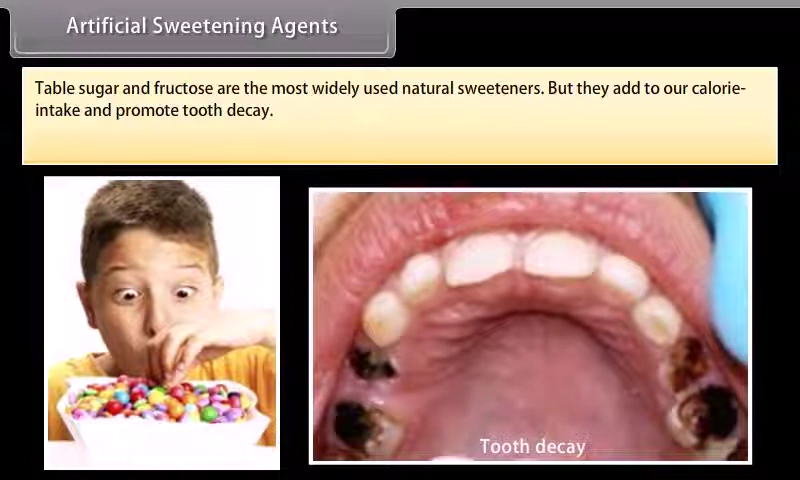 Artificial Sweetening Agents
Table sugar and fructose are the most widely used natural sweeteners. But they add to our calorie-
intake and promote tooth decay.
Tooth decay